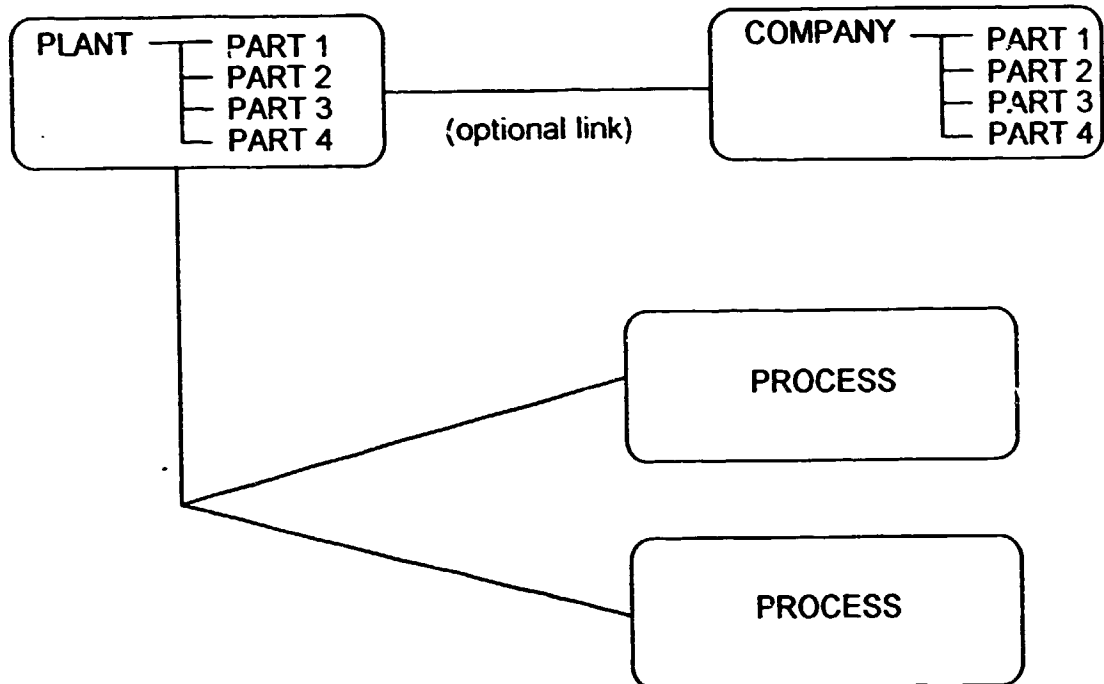 PLANT PART 1
PART 2
PART 3
PART 4
(optional link)
COMPANY PART 1
PART 2
PART 3
PART 4
PROCESS
PROCESS